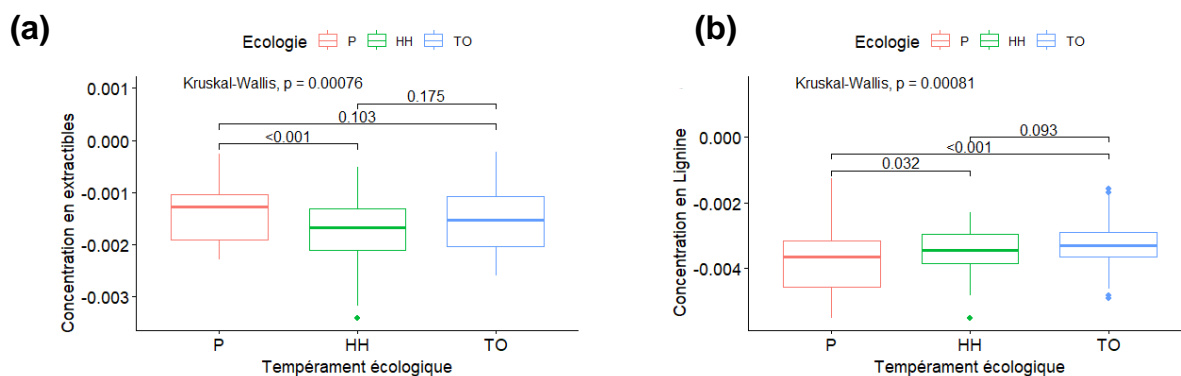 (a)
Ecologie P HH TO
Kruskal-Wallis, p = 0.00076
0.175
0.103
<0.001
Concentration en extractibles
0.001
0.000
-0.001
-0.002
-0.003
P HH TO
Tempérament écologique
(b)
Ecologie P HH TO
Kruskal-Wallis, p = 0.00081
0.093
<0.001
0.032
Concentration en Lignine
0.000
-0.002
-0.004
P HH TO
Tempérament écologique